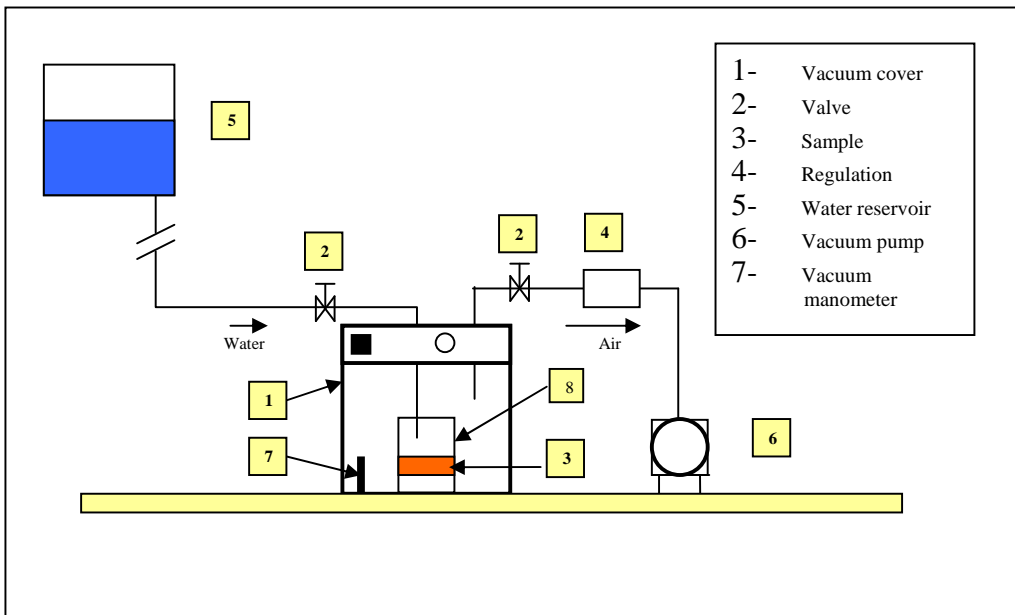 1- Vacuum cover
2- Valve
3- Sample
4- Regulation
5- Water reservoir
6- Vacuum pump
7- Vacuum
manometer
5
2
2
4
Water
Air
1
8
7
3
6